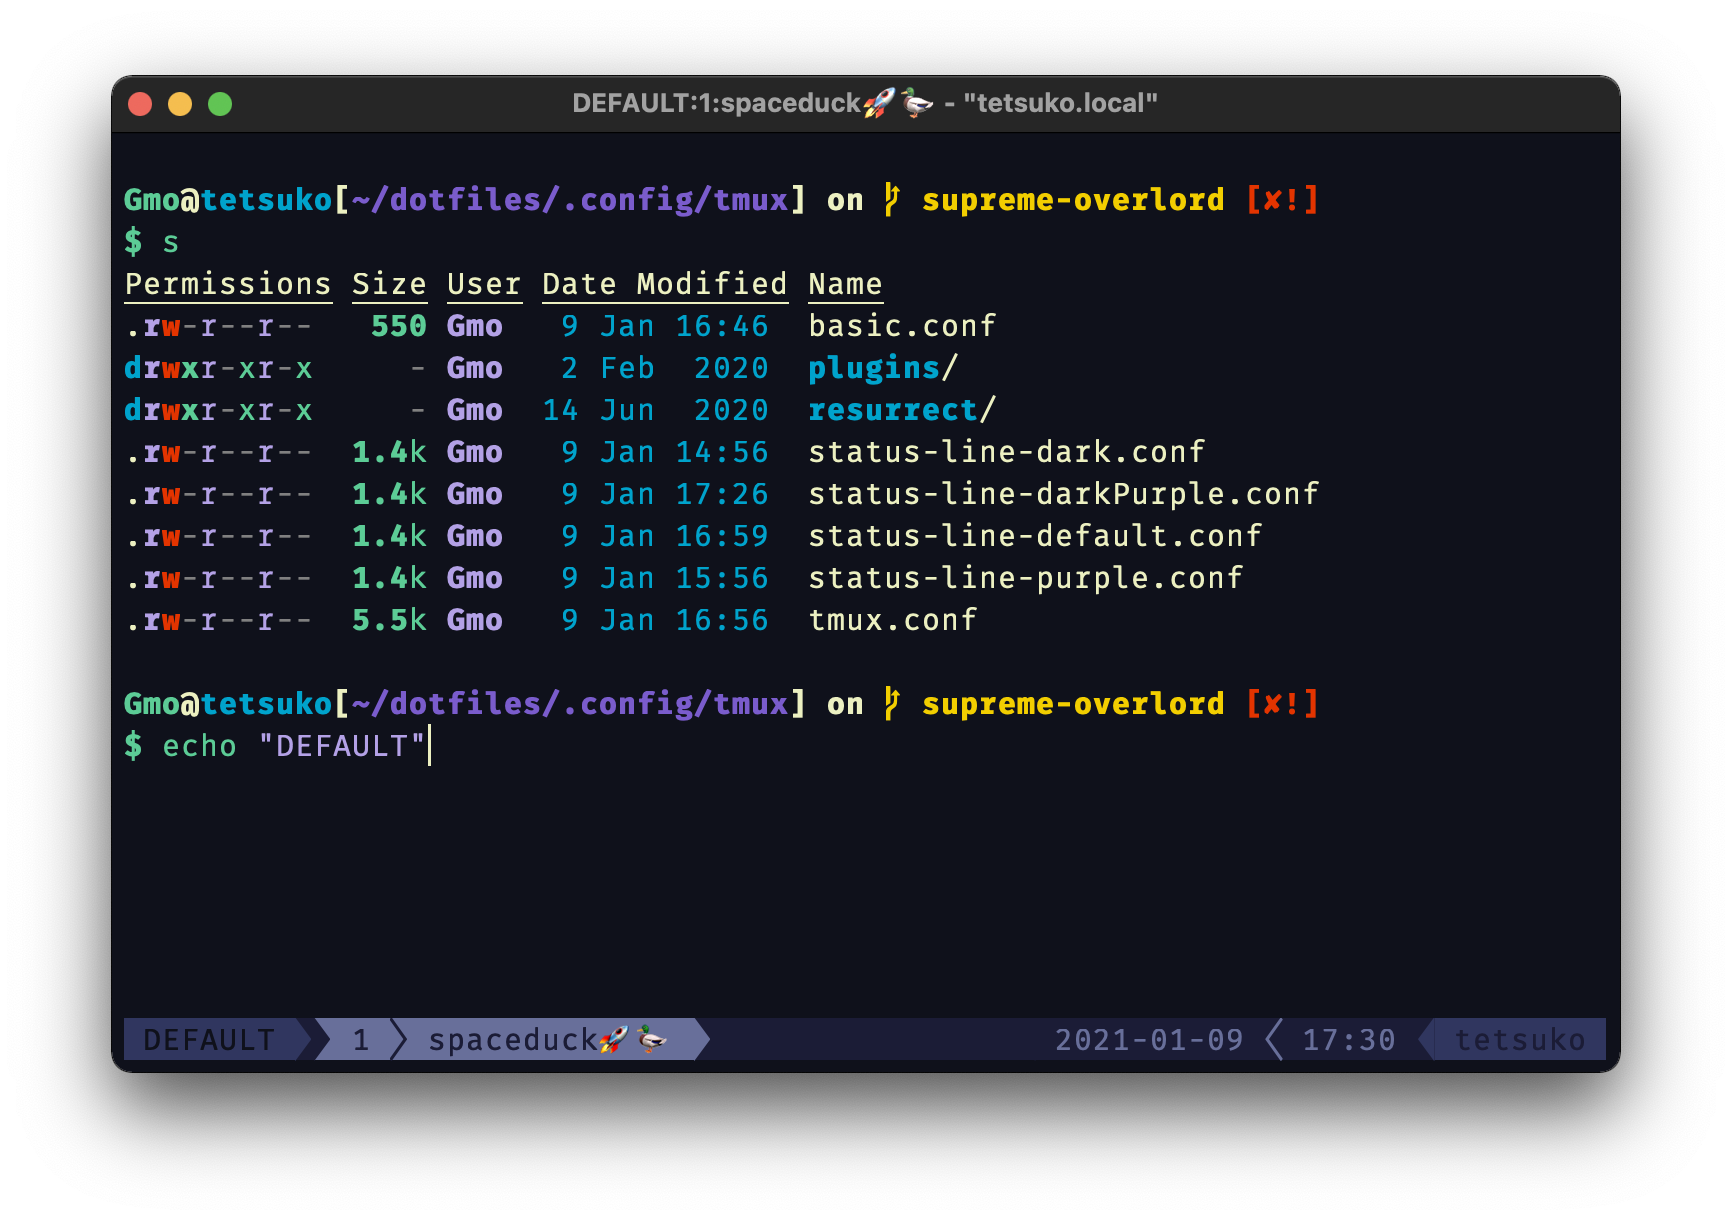 DEFAULT:1:spaceduck🚀🦆 - "tetsuko.local"
Gmo@tetsuko[~/dotfiles/.config/tmux] on supreme-overlord [✘!]
$ s
Permissions Size User Date Modified Name
.rw-r--r-- 550 Gmo 9 Jan 16:46 basic.conf
drwxr-xr-x - Gmo 2 Feb 2020 plugins/
drwxr-xr-x - Gmo 14 Jun 2020 resurrect/
.rw-r--r-- 1.4k Gmo 9 Jan 14:56 status-line-dark.conf
.rw-r--r-- 1.4k Gmo 9 Jan 17:26 status-line-darkPurple.conf
.rw-r--r-- 1.4k Gmo 9 Jan 16:59 status-line-default.conf
.rw-r--r-- 1.4k Gmo 9 Jan 15:56 status-line-purple.conf
.rw-r--r-- 5.5k Gmo 9 Jan 16:56 tmux.conf
Gmo@tetsuko[~/dotfiles/.config/tmux] on supreme-overlord [✘!]
$ echo "DEFAULT"
DEFAULT 1 spaceduck🚀🦆 2021-01-09 17:30 tetsuko